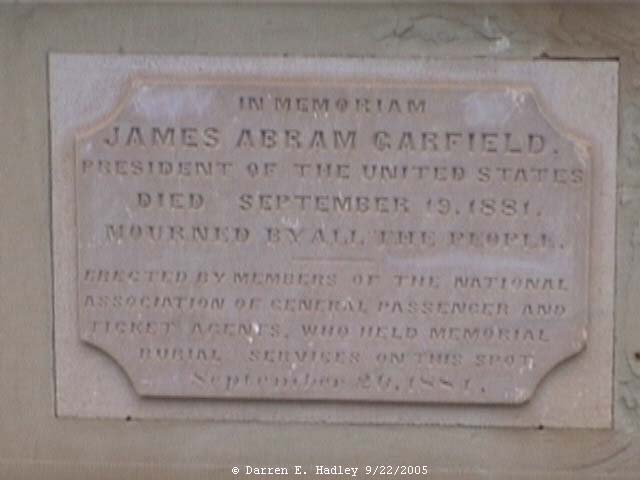 IN MEMORIAM
JAMES ABRAM GARFIELD.
PRESIDENT OF THE UNITED STATES
DIED SEPTEMBER 19, 1881.
MOURNED BY ALL THE PEOPLE.
ERECTED BY MEMBERS OF THE NATIONAL
ASSOCIATION OF GENERAL PASSENGER AND
TICKET AGENTS, WHO HELD MEMORIAL
BURIAL SERVICES ON THIS SPOT
September 26, 1881.
© Darren E. Hadley 9/22/2005